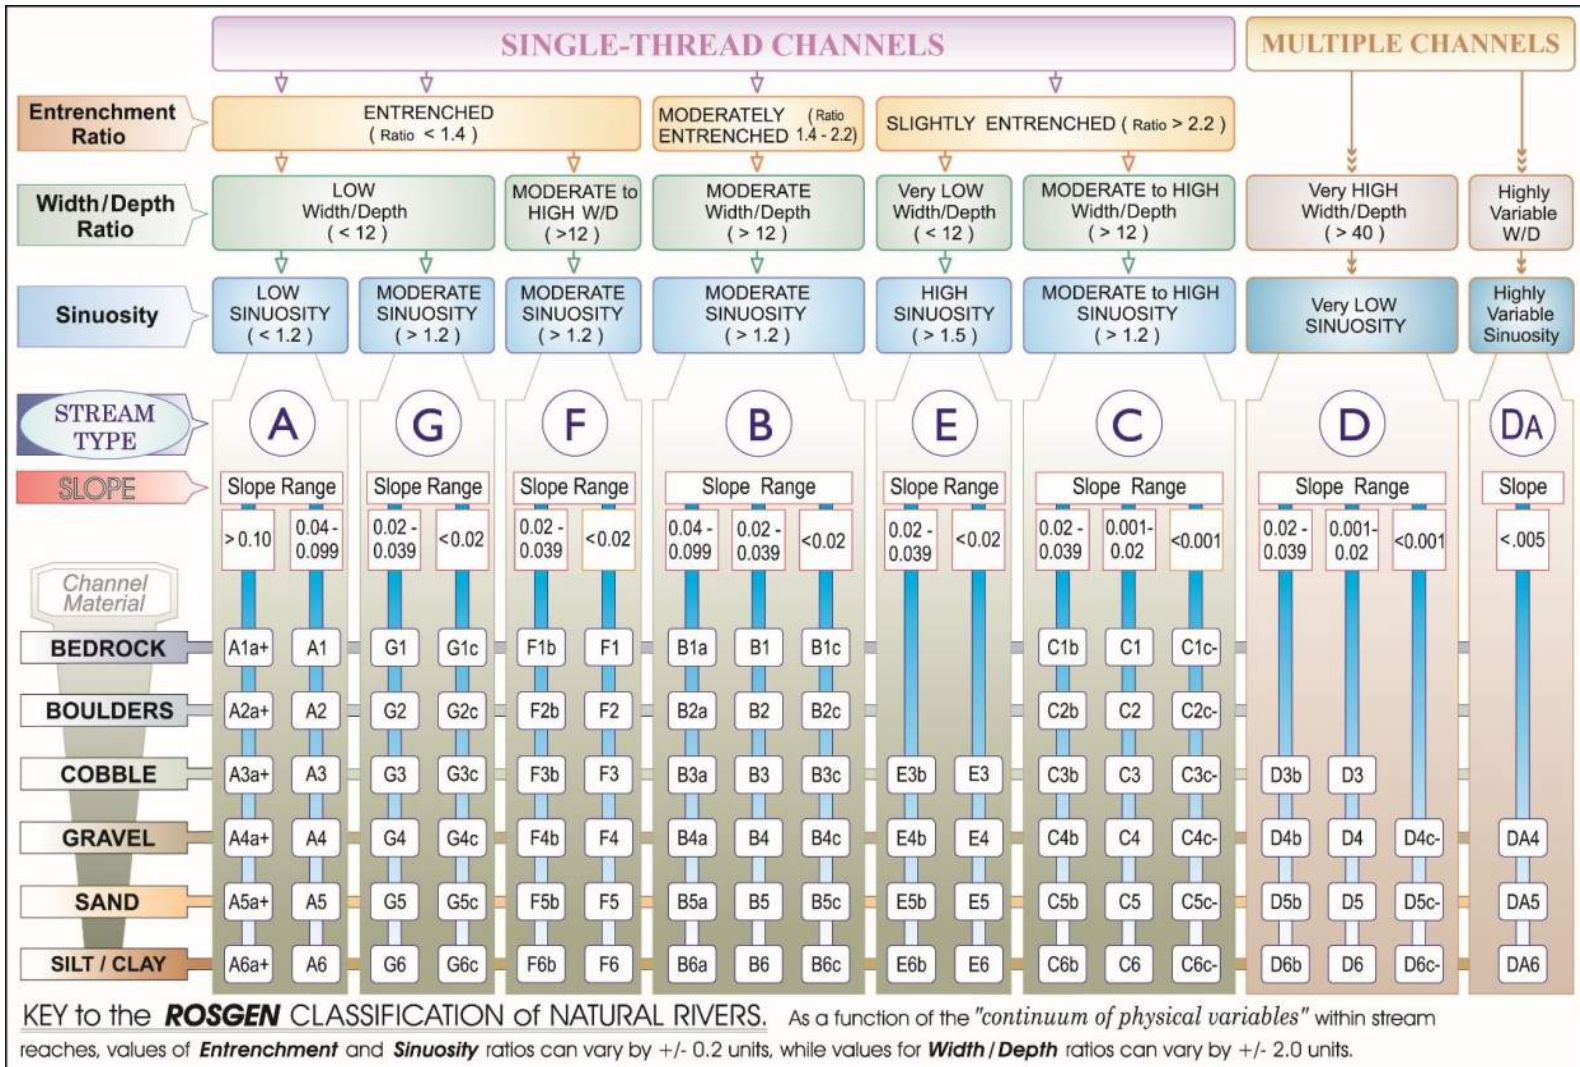 SINGLE-THREAD CHANNELS
MULTIPLE CHANNELS
Entrenchment
Ratio
ENTRENCHED
( Ratio < 1.4 )
MODERATELY ( Ratio
ENTRENCHED 1.4 - 2.2)
SLIGHTLY ENTRENCHED ( Ratio > 2.2 )
Width/Depth
Ratio
LOW
Width/Depth
( < 12 )
MODERATE to
HIGH W/D
( >12 )
MODERATE
Width/Depth
( > 12 )
Very LOW
Width/Depth
( < 12 )
MODERATE to HIGH
Width/Depth
( > 12 )
Very HIGH
Width/Depth
( > 40 )
Highly
Variable
W/D
Sinuosity
LOW
SINUOSITY
( < 1.2 )
MODERATE
SINUOSITY
( > 1.2 )
MODERATE
SINUOSITY
( > 1.2 )
MODERATE
SINUOSITY
( > 1.2 )
HIGH
SINUOSITY
( > 1.5 )
MODERATE to HIGH
SINUOSITY
( > 1.2 )
Very LOW
SINUOSITY
Highly
Variable
Sinuosity
STREAM
TYPE
A G F B E C D DA
SLOPE
Slope Range Slope Range Slope Range Slope Range Slope Range Slope Range Slope Range Slope
> 0.10
0.04 -
0.099
0.02 -
0.039
<0.02
0.02 -
0.039
<0.02
0.04 -
0.099
0.02 -
0.039
<0.02
0.02 -
0.039
<0.02
0.02 -
0.039
0.001-
0.02
<0.001
0.02 -
0.039
0.001-
0.02
<0.001
<.005
Channel
Material
BEDROCK A1a+ A1 G1 G1c F1b F1 B1a B1 B1c C1b C1 C1c-
BOULDERS A2a+ A2 G2 G2c F2b F2 B2a B2 B2c C2b C2 C2c-
COBBLE A3a+ A3 G3 G3c F3b F3 B3a B3 B3c E3b E3 C3b C3 C3c- D3b D3
GRAVEL A4a+ A4 G4 G4c F4b F4 B4a B4 B4c E4b E4 C4b C4 C4c- D4b D4 D4c- DA4
SAND A5a+ A5 G5 G5c F5b F5 B5a B5 B5c E5b E5 C5b C5 C5c- D5b D5 D5c- DA5
SILT / CLAY A6a+ A6 G6 G6c F6b F6 B6a B6 B6c E6b E6 C6b C6 C6c- D6b D6 D6c- DA6
KEY to the ROSGEN CLASSIFICATION of NATURAL RIVERS. As a function of the "continuum of physical variables" within stream
reaches, values of Entrenchment and Sinuosity ratios can vary by +/- 0.2 units, while values for Width / Depth ratios can vary by +/- 2.0 units.